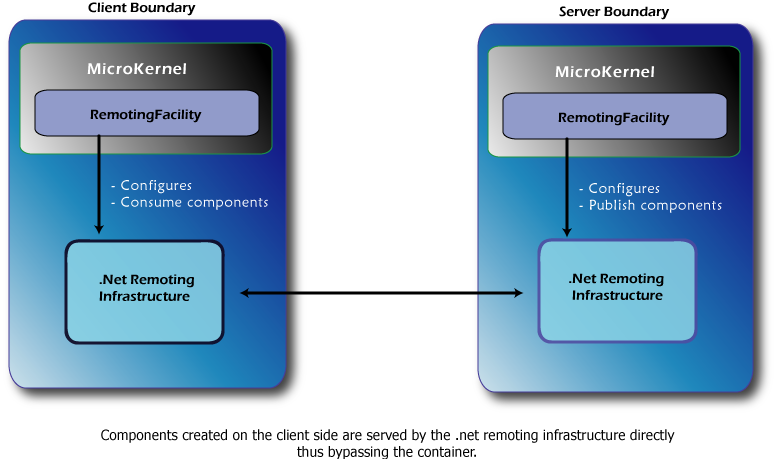 Client Boundary
MicroKernel
RemotingFacility
- Configures
- Consume components
.Net Remoting
Infrastructure
Server Boundary
MicroKernel
RemotingFacility
- Configures
- Publish components
.Net Remoting
Infrastructure
Components created on the client side are served by the .net remoting infrastructure directly
thus bypassing the container.